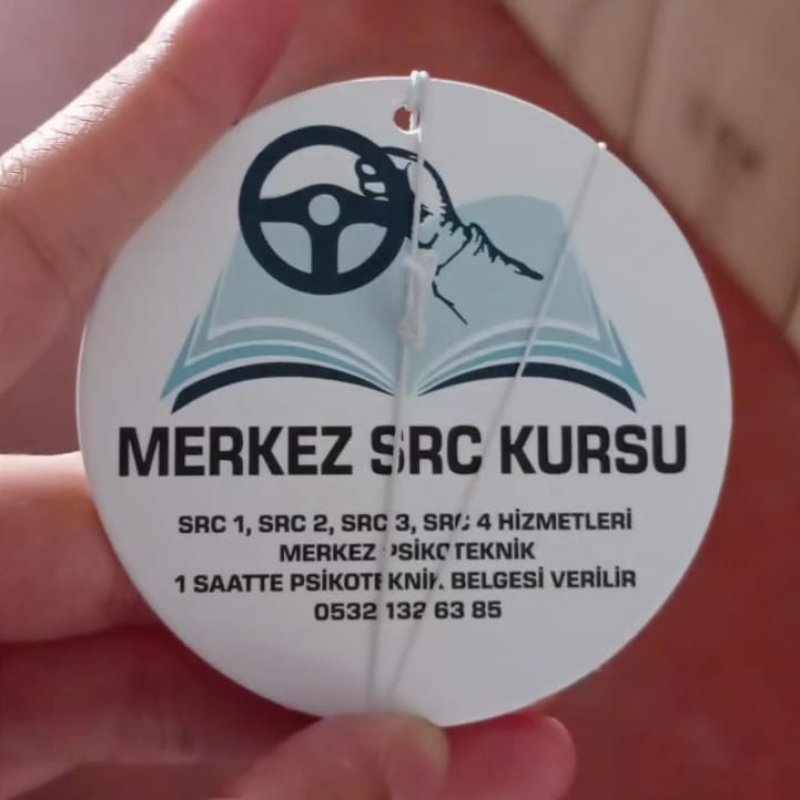 MERKEZ SRC KURSU
SRC 1, SRC 2, SRC 3, SRC 4 HİZMETLERİ
MERKEZ PSİKOTEKNİK
1 SAATTE PSİKOTEKNİK BELGESİ VERİLİR
0532 132 63 85